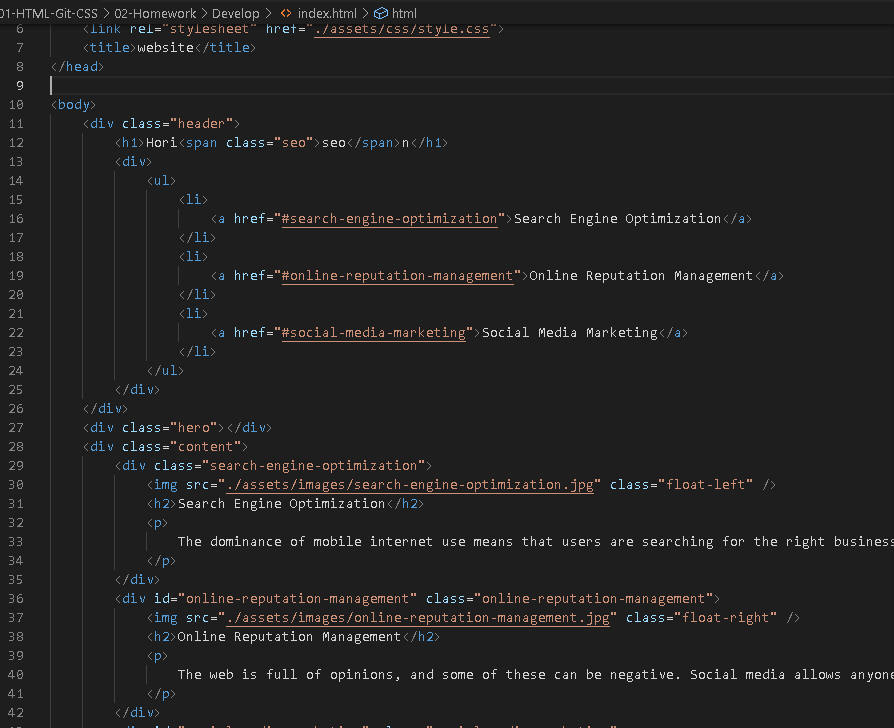 01-HTML-Git-CSS > 02-Homework > Develop > <> index.html > html
6 <link rel="stylesheet" href="./assets/css/style.css">
7 <title>website</title>
8 </head>
9
10 <body>
11 <div class="header">
12 <h1>Hori<span class="seo">seo</span>n</h1>
13 <div>
14 <ul>
15 <li>
16 <a href="#search-engine-optimization">Search Engine Optimization</a>
17 </li>
18 <li>
19 <a href="#online-reputation-management">Online Reputation Management</a>
20 </li>
21 <li>
22 <a href="#social-media-marketing">Social Media Marketing</a>
23 </li>
24 </ul>
25 </div>
26 </div>
27 <div class="hero"></div>
28 <div class="content">
29 <div class="search-engine-optimization">
30 <img src="./assets/images/search-engine-optimization.jpg" class="float-left" />
31 <h2>Search Engine Optimization</h2>
32 <p>
33 The dominance of mobile internet use means that users are searching for the right business
34 </p>
35 </div>
36 <div id="online-reputation-management" class="online-reputation-management">
37 <img src="./assets/images/online-reputation-management.jpg" class="float-right" />
38 <h2>Online Reputation Management</h2>
39 <p>
40 The web is full of opinions, and some of these can be negative. Social media allows anyone
41 </p>
42 </div>